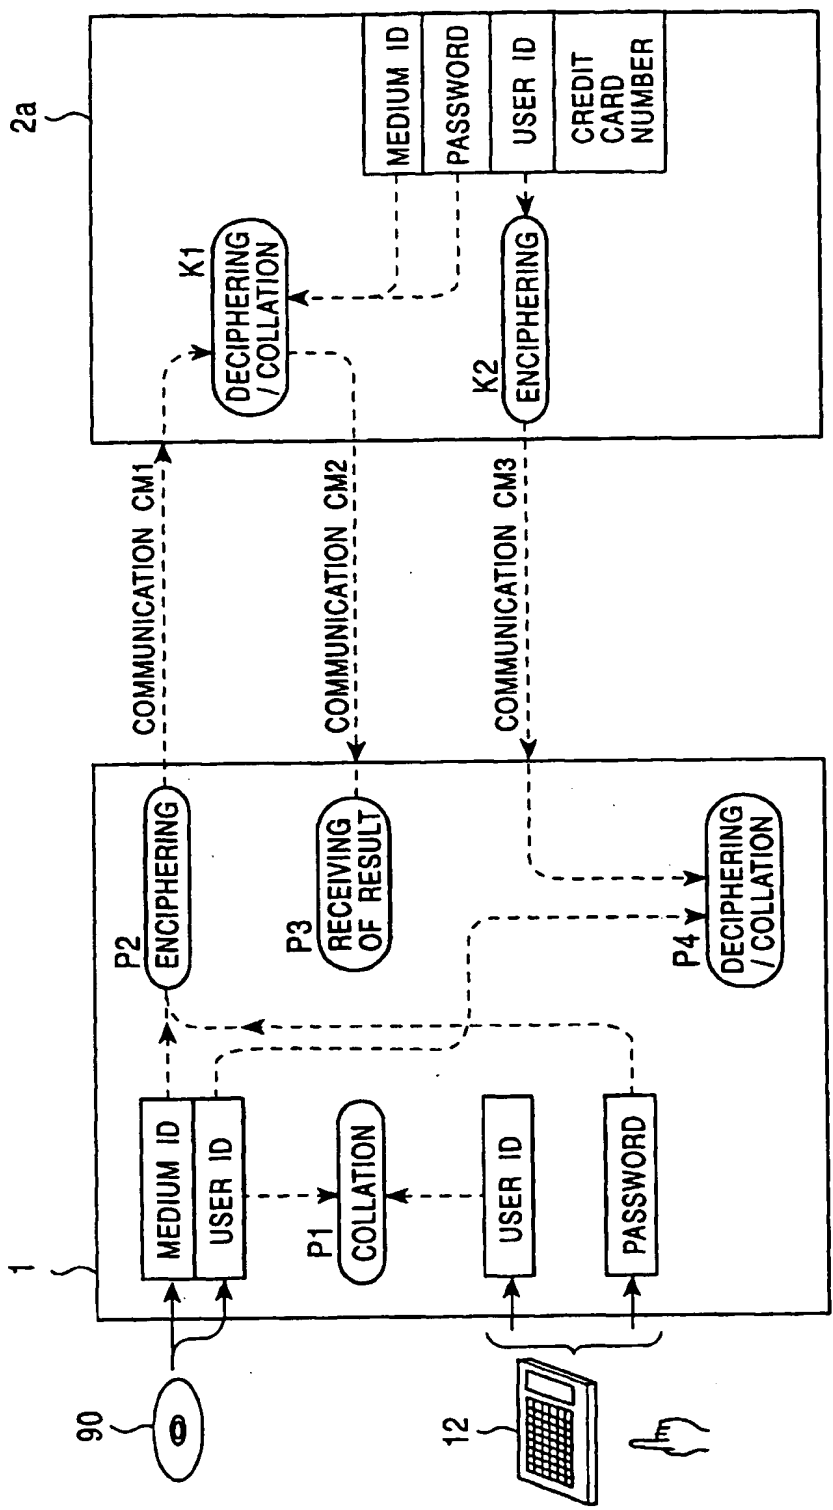 1
2a
90
12
MEDIUM ID
USER ID
P1
COLLATION
USER ID
PASSWORD
P2
ENCIPHERING
P3
RECEIVING
OF RESULT
P4
DECIPHERING
/ COLLATION
COMMUNICATION CM1
COMMUNICATION CM2
COMMUNICATION CM3
K1
DECIPHERING
/ COLLATION
K2
ENCIPHERING
MEDIUM ID
PASSWORD
USER ID
CREDIT
CARD
NUMBER